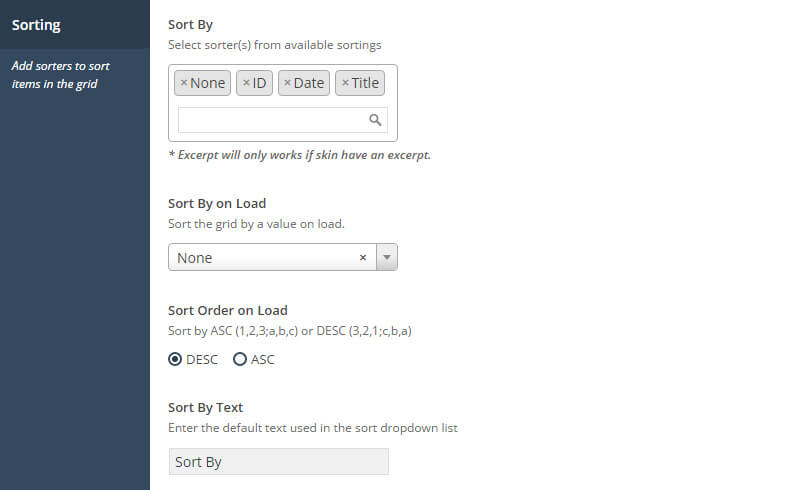 Sorting
Add sorters to sort
items in the grid
Sort By
Select sorter(s) from available sortings
× None × ID × Date × Title
* Excerpt will only works if skin have an excerpt.
Sort By on Load
Sort the grid by a value on load.
None ×
Sort Order on Load
Sort by ASC (1,2,3;a,b,c) or DESC (3,2,1;c,b,a)
DESC ASC
Sort By Text
Enter the default text used in the sort dropdown list
Sort By